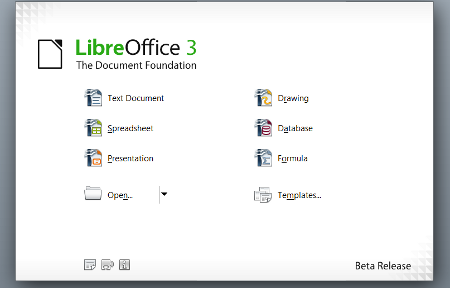 LibreOffice 3
The Document Foundation
Text Document
Drawing
Spreadsheet
Database
Presentation
Formula
Open...
Templates...
Beta Release